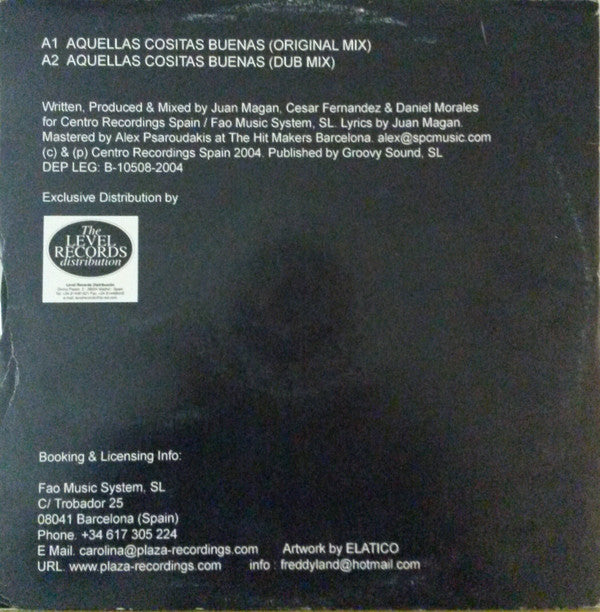 A1 AQUELLAS COSITAS BUENAS (ORIGINAL MIX)
A2 AQUELLAS COSITAS BUENAS (DUB MIX)
Written, Produced & Mixed by Juan Magan, Cesar Fernandez & Daniel Morales
for Centro Recordings Spain / Fao Music System, SL. Lyrics by Juan Magan.
Mastered by Alex Psaroudakis at The Hit Makers Barcelona. alex@spcmusic.com
(c) & (p) Centro Recordings Spain 2004. Published by Groovy Sound, SL
DEP LEG: B-10508-2004
Exclusive Distribution by
The
LEVEL
RECORDS
distribution
Level Records Distribución
Booking & Licensing Info:
Fao Music System, SL
C/ Trobador 25
08041 Barcelona (Spain)
Phone. +34 617 305 224
E Mail. carolina@plaza-recordings.com Artwork by ELATICO
URL. www.plaza-recordings.com info : freddyland@hotmail.com